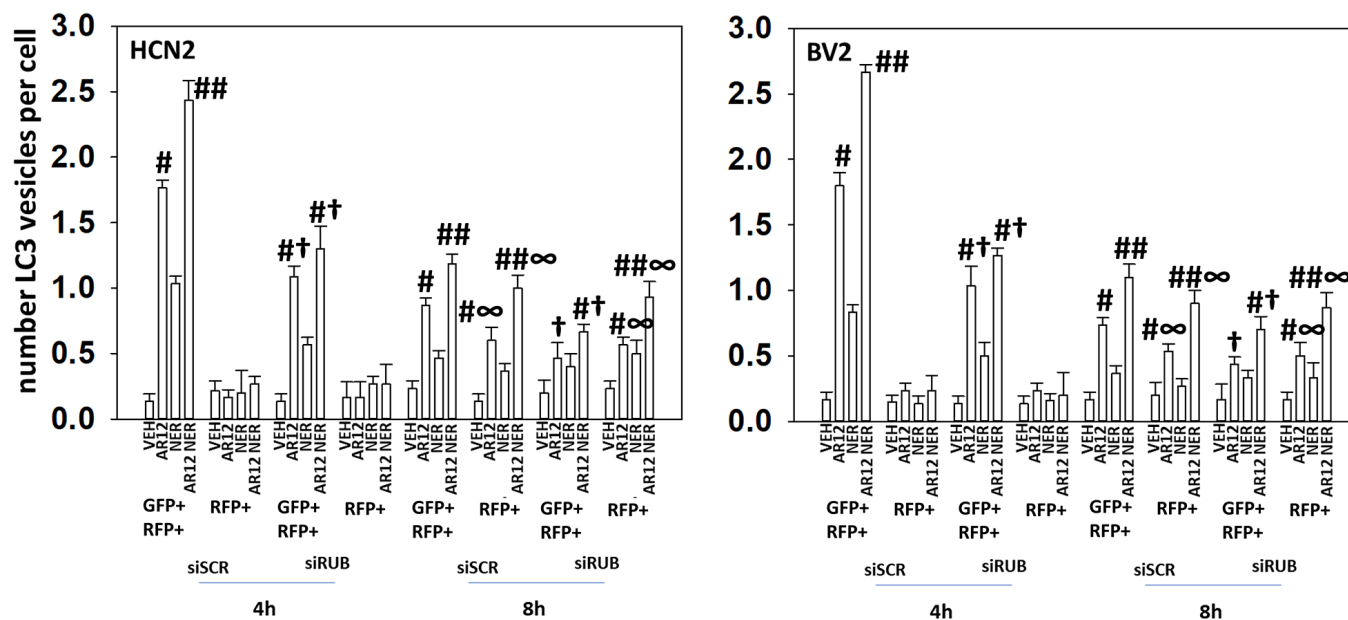 number LC3 vesicles per cell
HCN2
3.0
2.5
2.0
1.5
1.0
0.5
0.0
#
##
#†
#†
#
##
#∞
##∞
†
#†
#∞
##∞
VEH AR12 NER AR12 NER VEH AR12 NER AR12 NER VEH AR12 NER AR12 NER VEH AR12 NER AR12 NER VEH AR12 NER AR12 NER VEH AR12 NER AR12 NER VEH AR12 NER AR12 NER VEH AR12 NER AR12 NER
GFP+ RFP+ GFP+ RFP+ GFP+ RFP+ GFP+ RFP+
RFP+ RFP+ RFP+ RFP+
siSCR siRUB siSCR siRUB
4h 8h
BV2
3.0
2.5
2.0
1.5
1.0
0.5
0.0
#
##
#†
#†
#
##
#∞
##∞
†
#†
#∞
##∞
VEH AR12 NER AR12 NER VEH AR12 NER AR12 NER VEH AR12 NER AR12 NER VEH AR12 NER AR12 NER VEH AR12 NER AR12 NER VEH AR12 NER AR12 NER VEH AR12 NER AR12 NER VEH AR12 NER AR12 NER
GFP+ RFP+ GFP+ RFP+ GFP+ RFP+ GFP+ RFP+
RFP+ RFP+ RFP+ RFP+
siSCR siRUB siSCR siRUB
4h 8h